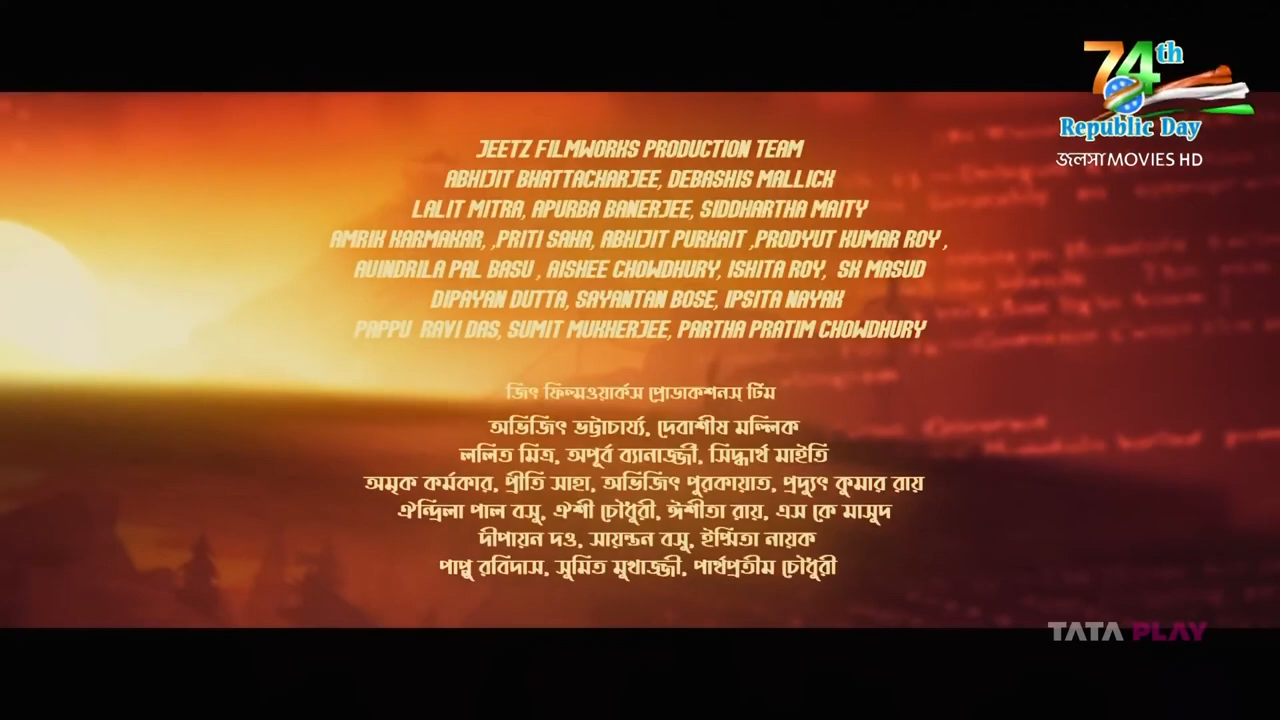 74th
Republic Day
জলসা MOVIES HD
JEETZ FILMWORKS PRODUCTION TEAM
ABHIJIT BHATTACHARJEE, DEBASHIS MALLICK
LALIT MITRA, APURBA BANERJEE, SIDDHARTHA MAITY
AMRIK KARMAKAR, ,PRITI SAHA, ABHIJIT PURKAIT ,PRODYUT KUMAR ROY ,
AUINDRILA PAL BASU , AISHEE CHOWDHURY, ISHITA ROY, SK MASUD
DIPAYAN DUTTA, SAYANTAN BOSE, IPSITA NAYAK
PAPPU RAVI DAS, SUMIT MUKHERJEE, PARTHA PRATIM CHOWDHURY
জিৎ ফিল্মওয়ার্কস প্রোডাকশনস্ টিম
অভিজিৎ ভট্টাচার্য্য, দেবাশীষ মল্লিক
ললিত মিত্র, অপূর্ব ব্যানাজ্জী, সিদ্ধার্থ মাইতি
অমৃক কর্মকার, প্রীতি সাহা, অভিজিৎ পুরকায়াত, প্রদ্যুৎ কুমার রায়
ঐন্দ্রিলা পাল বসু, ঐশী চৌধুরী, ঈশীতা রায়, এস কে মাসুদ
দীপায়ন দত্ত, সায়ন্তন বসু, ইপ্সিতা নায়ক
পাপ্পু রবিদাস, সুমিত মুখাজ্জী, পার্থপ্রতীম চৌধুরী
TATA PLAY